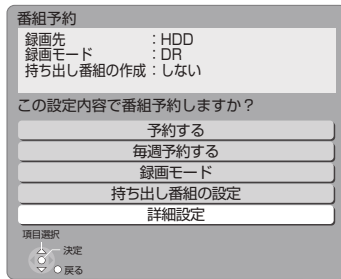 番組予約
録画先　　　　　：HDD
録画モード　　　：DR
持ち出し番組の作成：しない
この設定内容で番組予約しますか？
予約する
毎週予約する
録画モード
持ち出し番組の設定
詳細設定
項目選択
決定
戻る